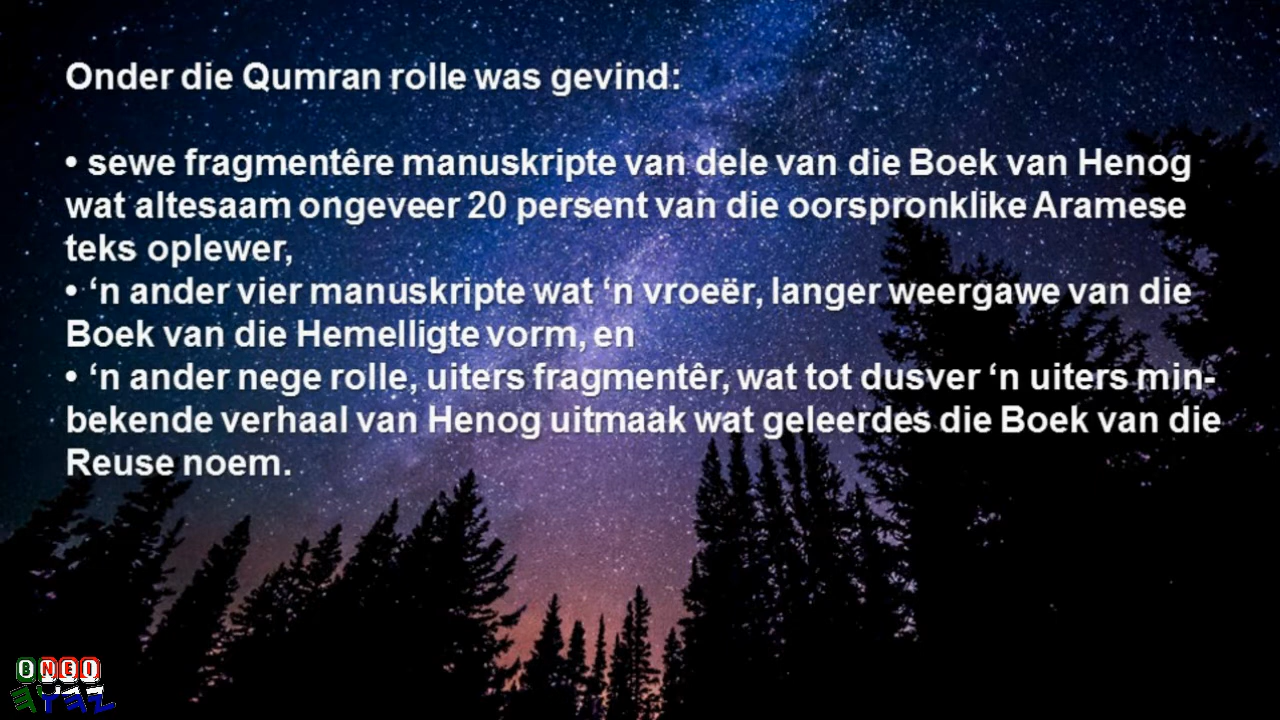 Onder die Qumran rolle was gevind:
• sewe fragmentêre manuskripte van dele van die Boek van Henog
wat altesaam ongeveer 20 persent van die oorspronklike Aramese
teks oplewer,
• ‘n ander vier manuskripte wat ‘n vroeër, langer weergawe van die
Boek van die Hemelligte vorm, en
• ‘n ander nege rolle, uiters fragmentêr, wat tot dusver ‘n uiters min-
bekende verhaal van Henog uitmaak wat geleerdes die Boek van die
Reuse noem.